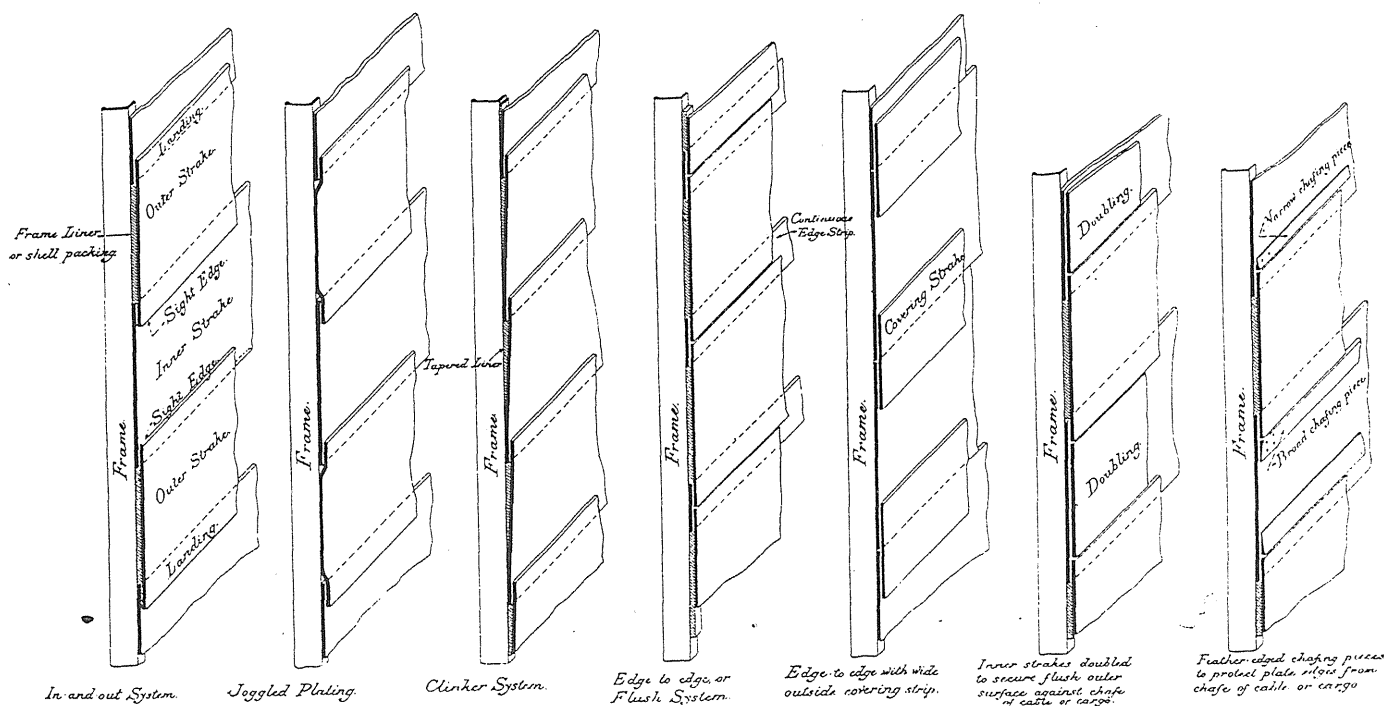 Landing.
Outer Strake
Frame Liner
or shell packing
Sight Edge.
Inner Strake
Sight Edge.
Outer Strake
Landing.
Frame.
In-and-out System.
Frame.
Joggled Plating.
Tapered Liner
Frame.
Clinker System.
Continuous
Edge Strip.
Frame.
Edge to edge, or
Flush System.
Covering Strake
Frame.
Edge to edge with wide
outside covering strip.
Doubling.
Doubling.
Frame.
Inner strakes doubled
to secure flush outer
surface against chafe
of cable or cargo.
Narrow chafing piece
Broad chafing piece
Frame.
Feather-edged chafing pieces
to protect plate edges from
chafe of cable or cargo